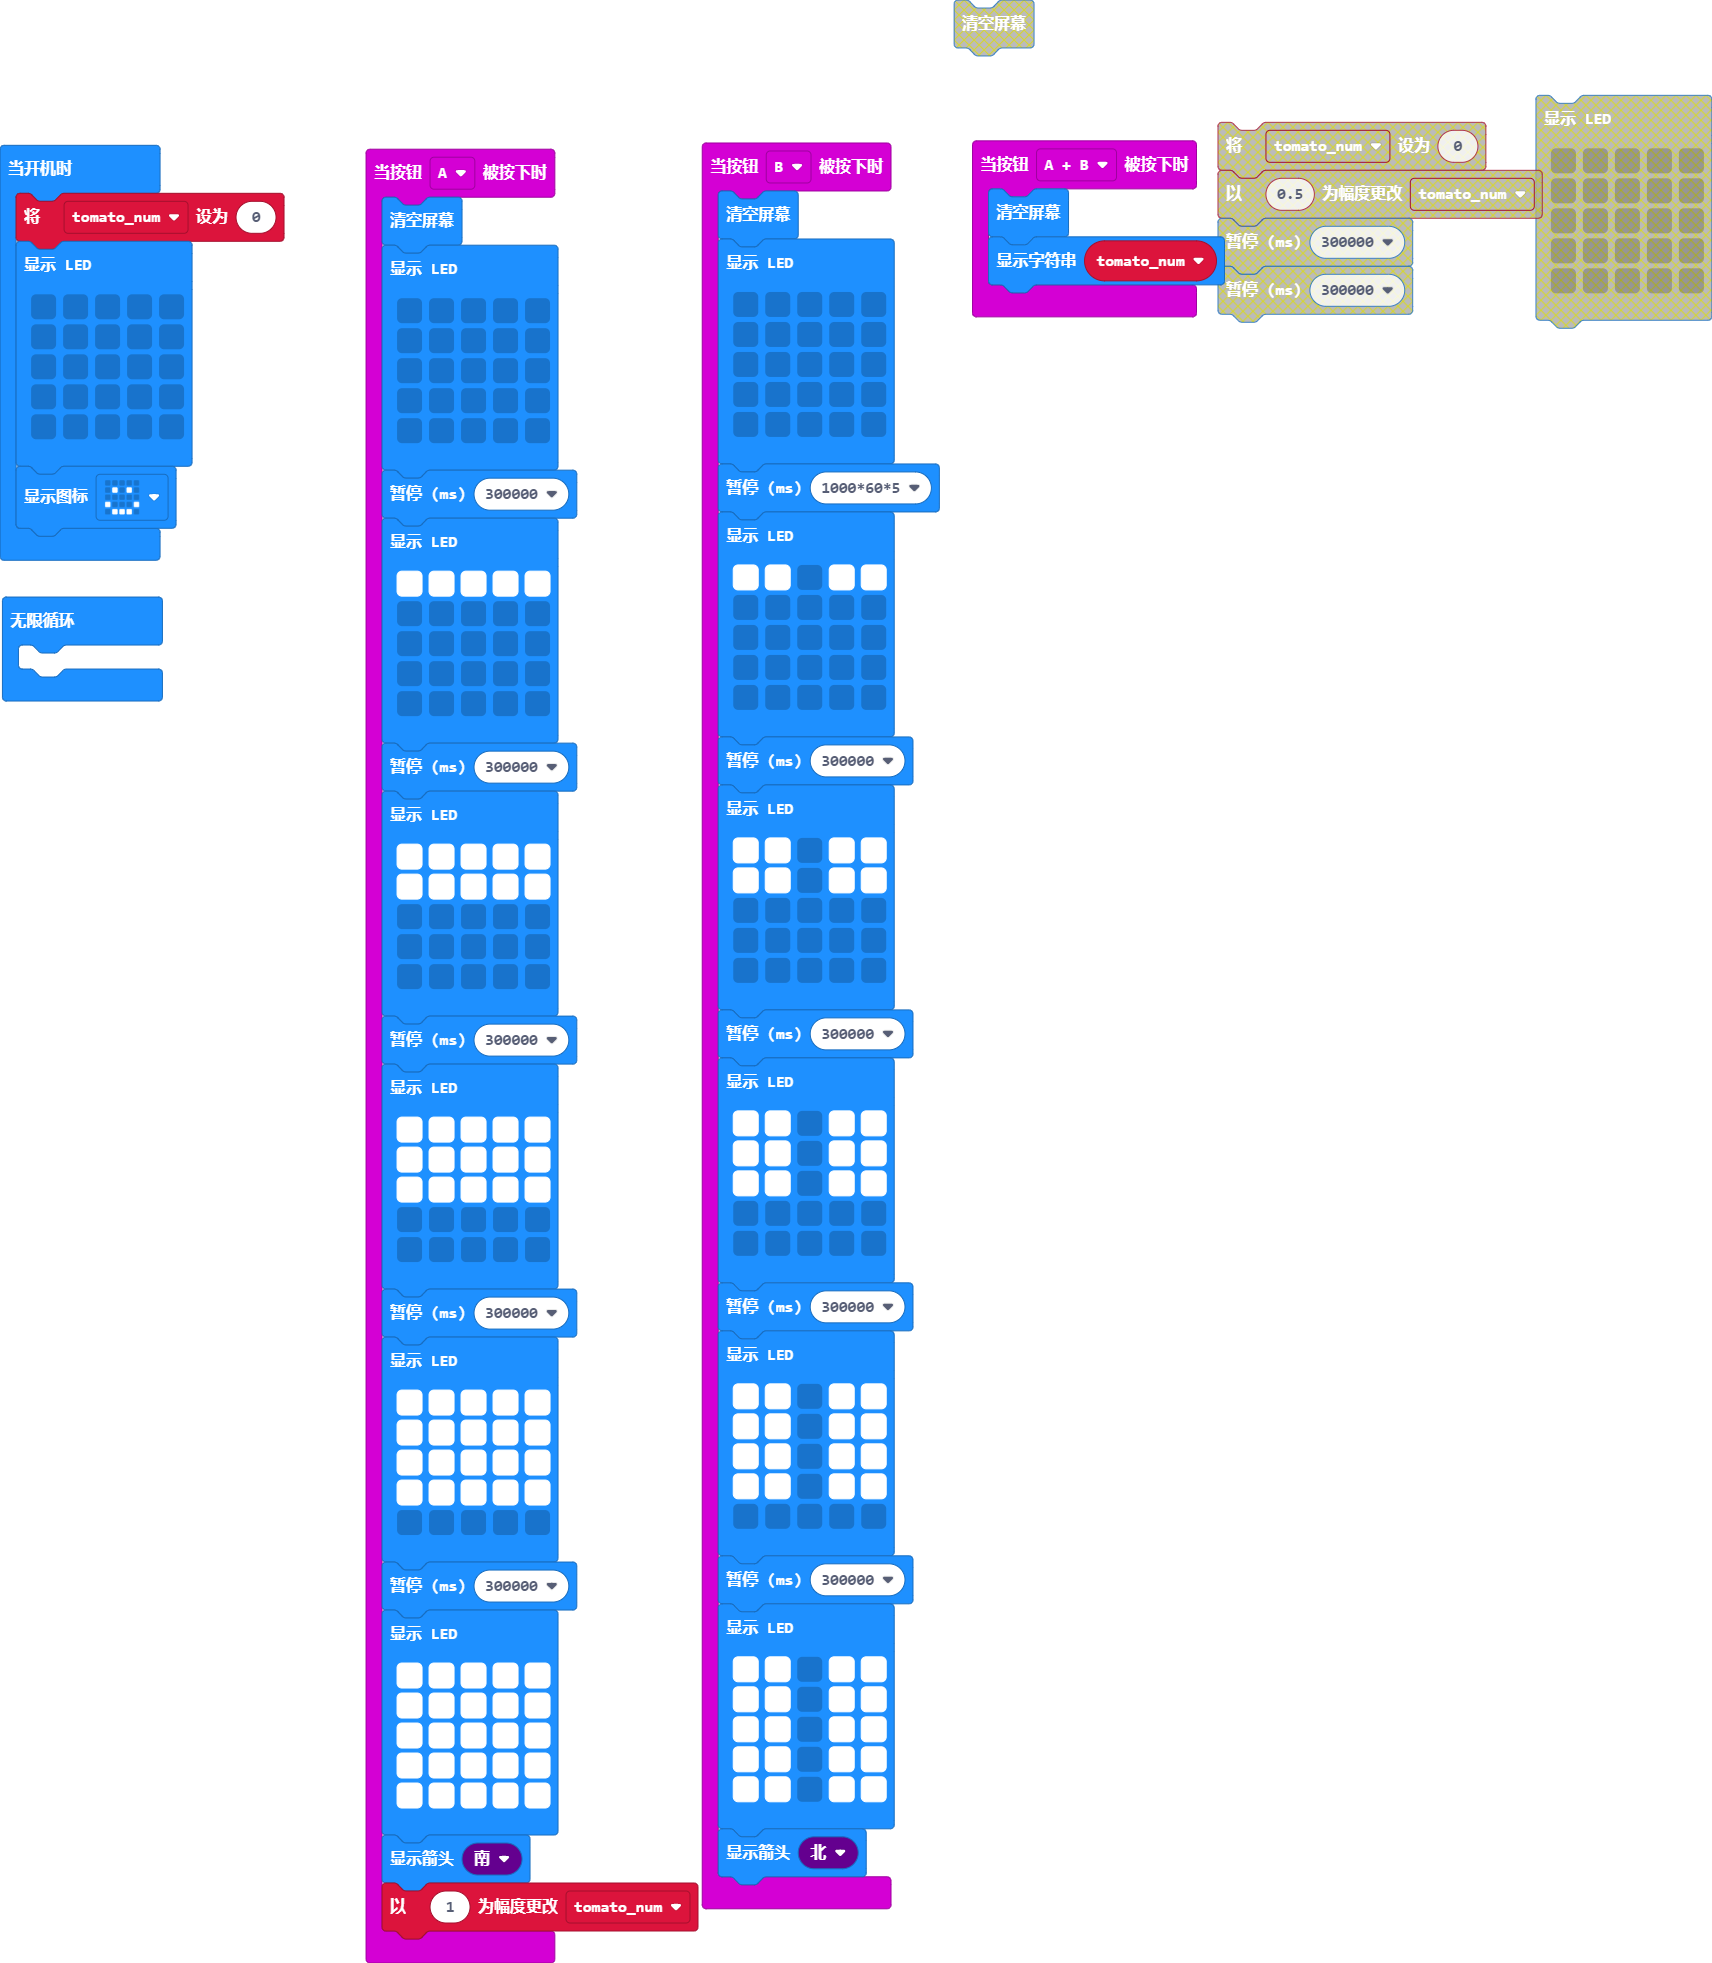 当开机时
将 tomato_num 设为 0
显示 LED
显示图标
无限循环
当按钮 A 被按下时
清空屏幕
显示 LED
暂停 (ms) 300000
显示 LED
暂停 (ms) 300000
显示 LED
暂停 (ms) 300000
显示 LED
暂停 (ms) 300000
显示 LED
暂停 (ms) 300000
显示 LED
显示箭头 南
以 1 为幅度更改 tomato_num
当按钮 B 被按下时
清空屏幕
显示 LED
暂停 (ms) 1000*60*5
显示 LED
暂停 (ms) 300000
显示 LED
暂停 (ms) 300000
显示 LED
暂停 (ms) 300000
显示 LED
暂停 (ms) 300000
显示 LED
显示箭头 北
清空屏幕
当按钮 A + B 被按下时
清空屏幕
显示字符串 tomato_num
将 tomato_num 设为 0
以 0.5 为幅度更改 tomato_num
暂停 (ms) 300000
暂停 (ms) 300000
显示 LED